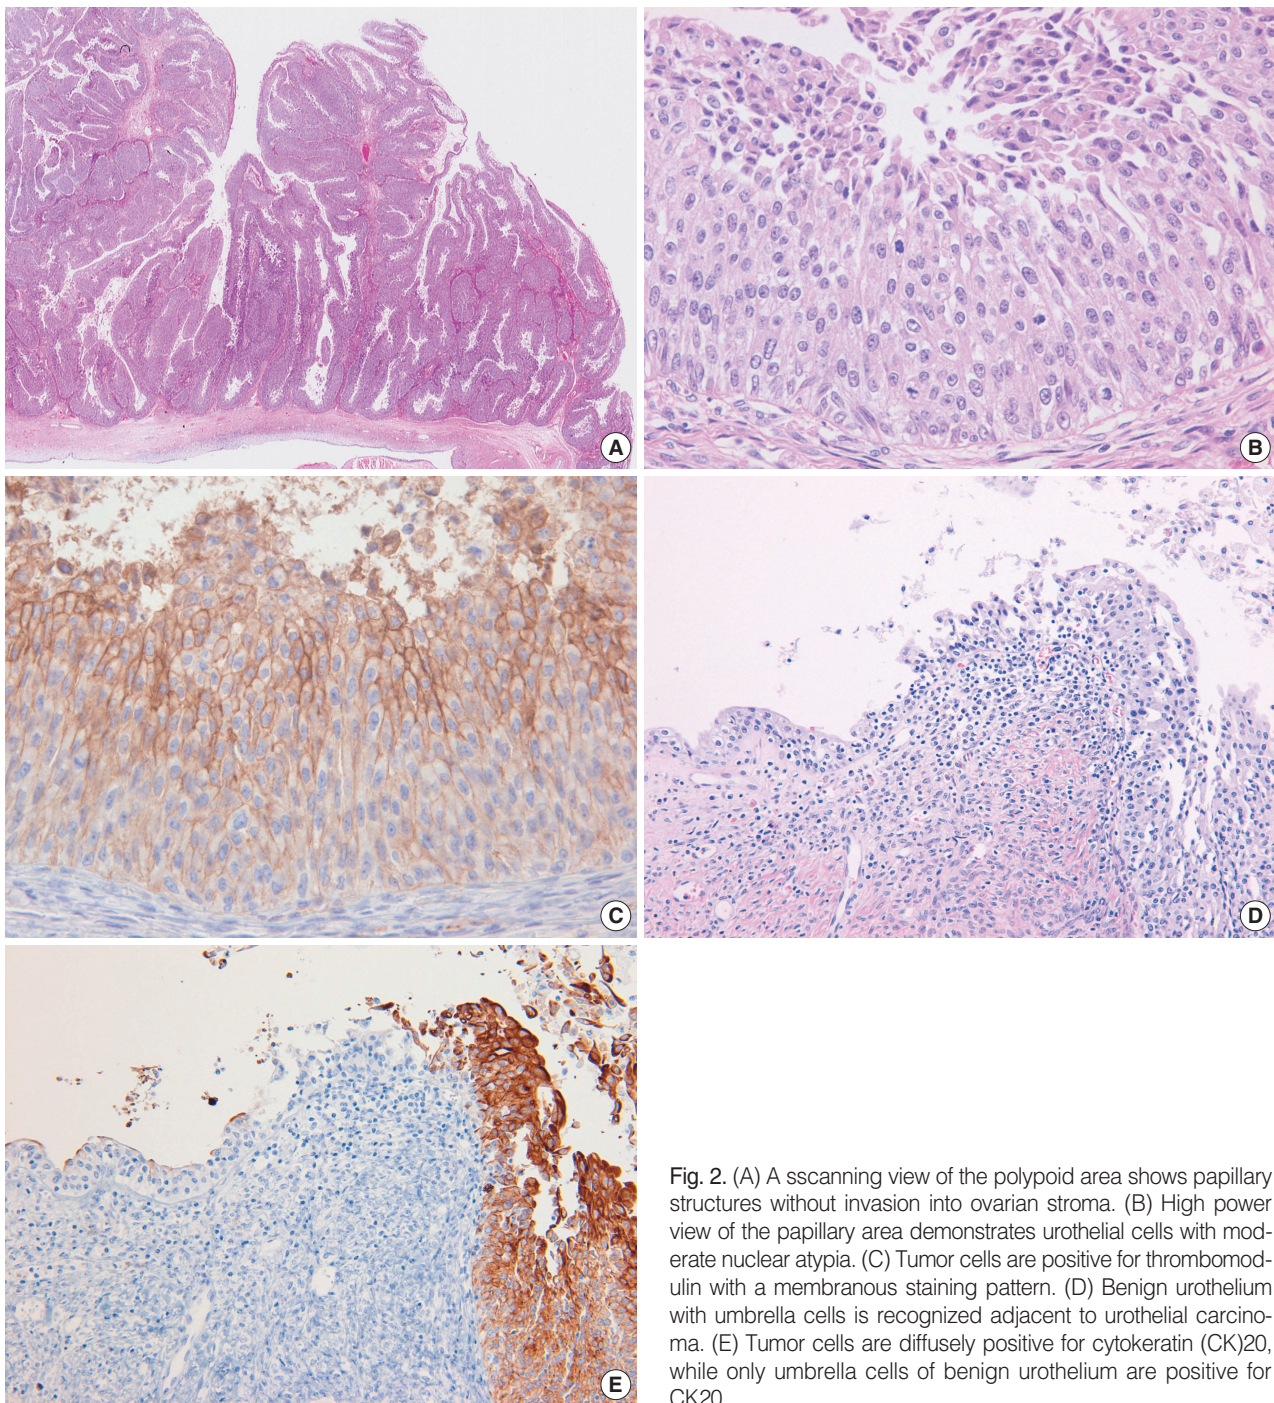 A
B
C
D
E
Fig. 2. (A) A sscanning view of the polypoid area shows papillary
structures without invasion into ovarian stroma. (B) High power
view of the papillary area demonstrates urothelial cells with mod-
erate nuclear atypia. (C) Tumor cells are positive for thrombomod-
ulin with a membranous staining pattern. (D) Benign urothelium
with umbrella cells is recognized adjacent to urothelial carcino-
ma. (E) Tumor cells are diffusely positive for cytokeratin (CK)20,
while only umbrella cells of benign urothelium are positive for
CK20